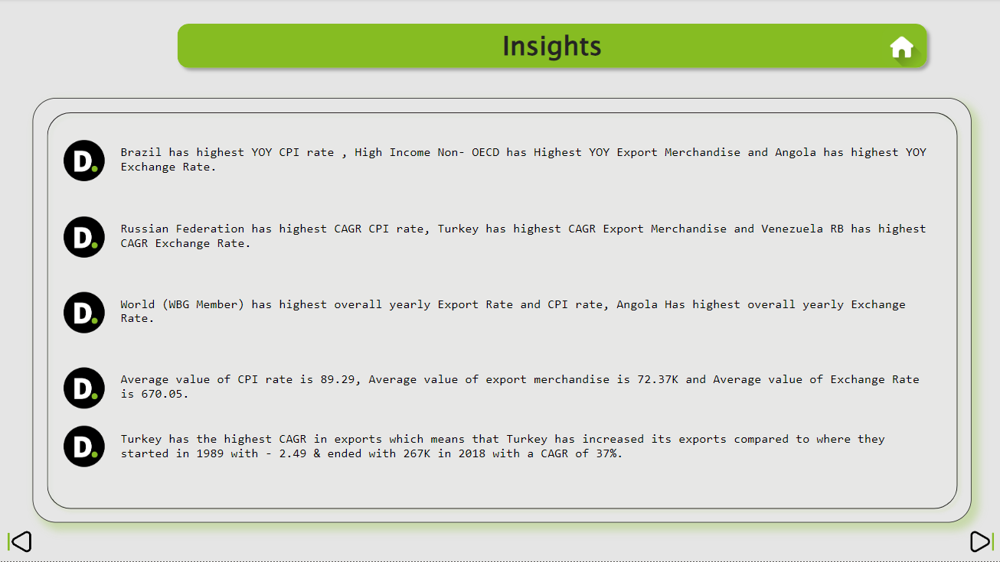 Insights
D.
Brazil has highest YOY CPI rate , High Income Non- OECD has Highest YOY Export Merchandise and Angola has highest YOY
Exchange Rate.
D.
Russian Federation has highest CAGR CPI rate, Turkey has highest CAGR Export Merchandise and Venezuela RB has highest
CAGR Exchange Rate.
D.
World (WBG Member) has highest overall yearly Export Rate and CPI rate, Angola Has highest overall yearly Exchange
Rate.
D.
Average value of CPI rate is 89.29, Average value of export merchandise is 72.37K and Average value of Exchange Rate
is 670.05.
D.
Turkey has the highest CAGR in exports which means that Turkey has increased its exports compared to where they
started in 1989 with - 2.49 & ended with 267K in 2018 with a CAGR of 37%.